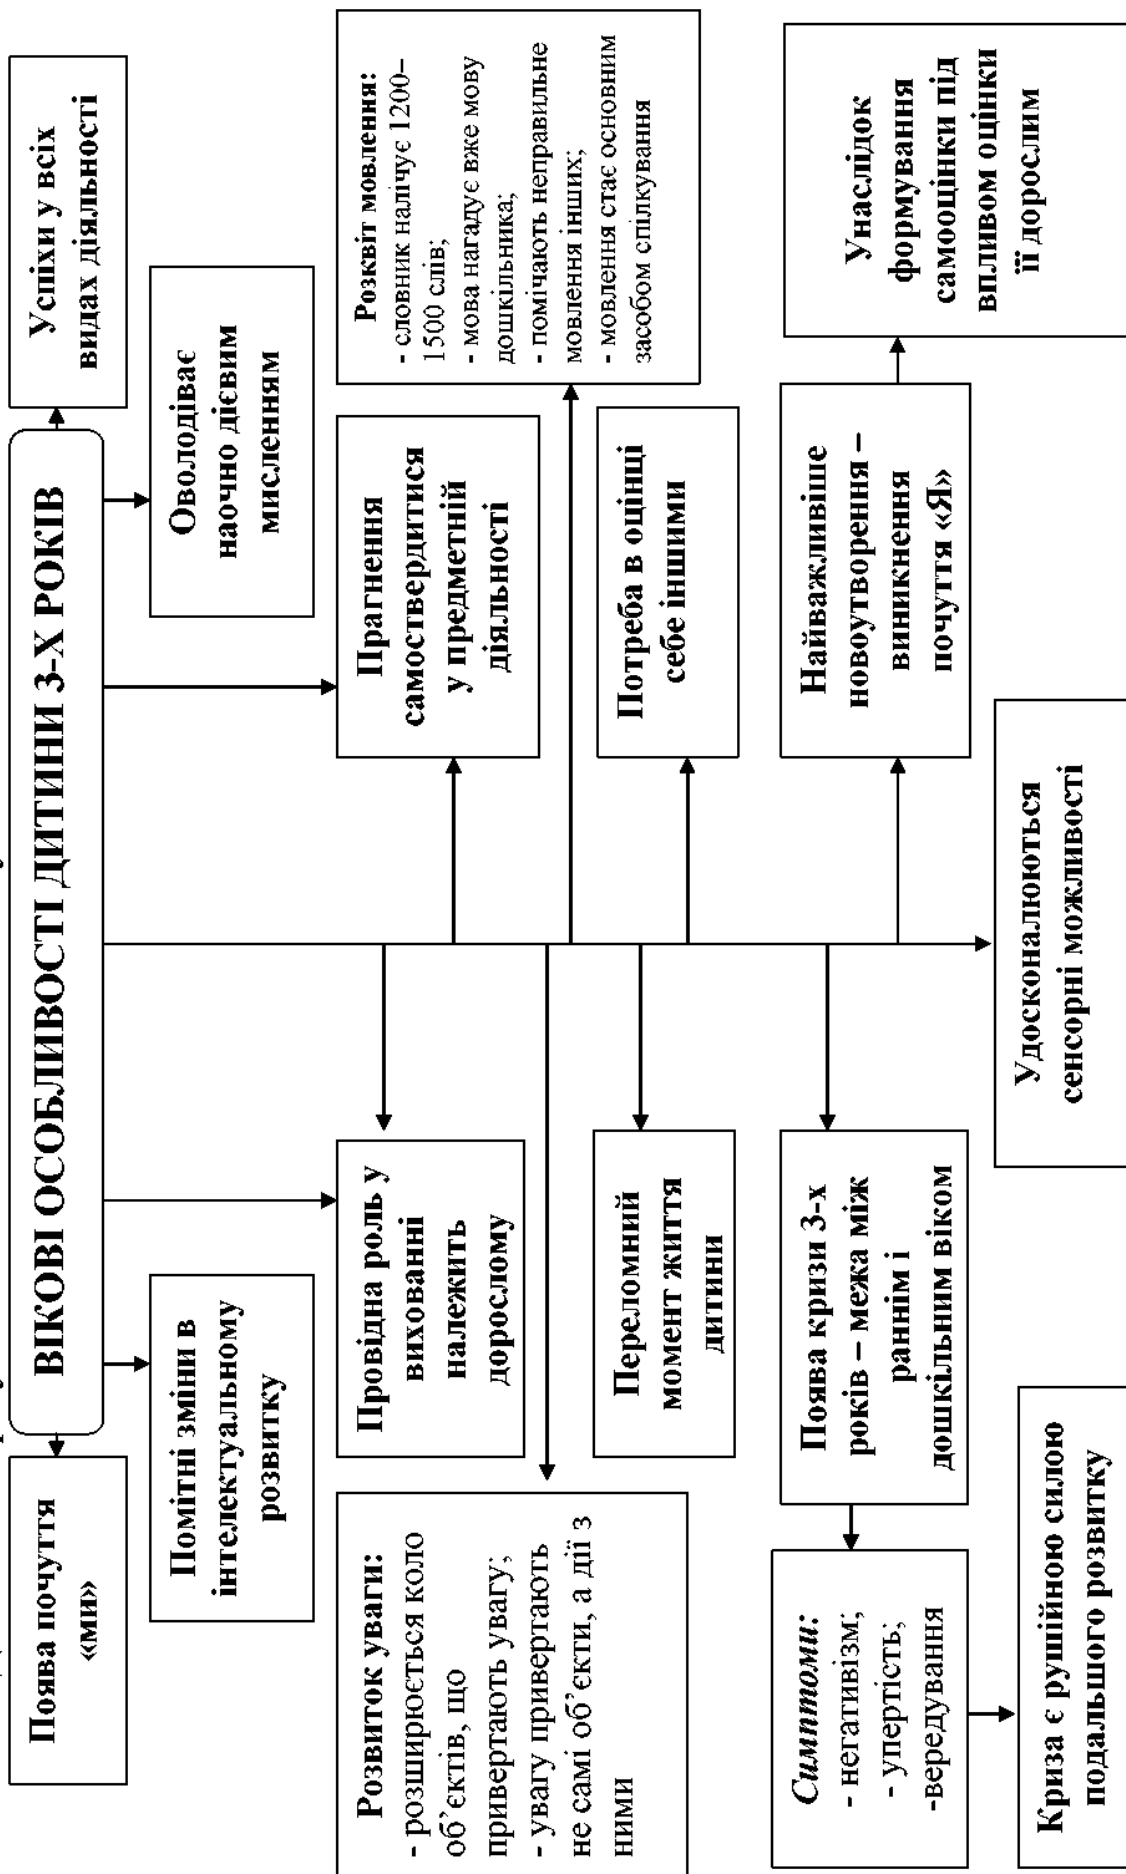 ВІКОВІ ОСОБЛИВОСТІ ДИТИНИ 3-Х РОКІВ
Поява почуття
«ми»
Успіхи у всіх
видах діяльності
Помітні зміни в
інтелектуальному
розвитку
Оволодіває
наочно дієвим
мисленням
Розвиток уваги:
- розширюється коло
об’єктів, що
привертають увагу;
- увагу привертають
не самі об’єкти, а дії з
ними
Провідна роль у
вихованні
належить
дорослому
Прагнення
самоствердитися
у предметній
діяльності
Розквіт мовлення:
- словник налічує 1200–
1500 слів;
- мова нагадує вже мову
дошкільника;
- помічають неправильне
мовлення інших;
- мовлення стає основним
засобом спілкування
Переломний
момент життя
дитини
Потреба в оцінці
себе іншими
Симптоми:
- негативізм;
- упертість;
-вередування
Поява кризи 3-х
років – межа між
раннім і
дошкільним віком
Найважливіше
новоутворення –
виникнення
почуття «Я»
Унаслідок
формування
самооцінки під
впливом оцінки
її дорослим
Криза є рушійною силою
подальшого розвитку
Удосконалюються
сенсорні можливості